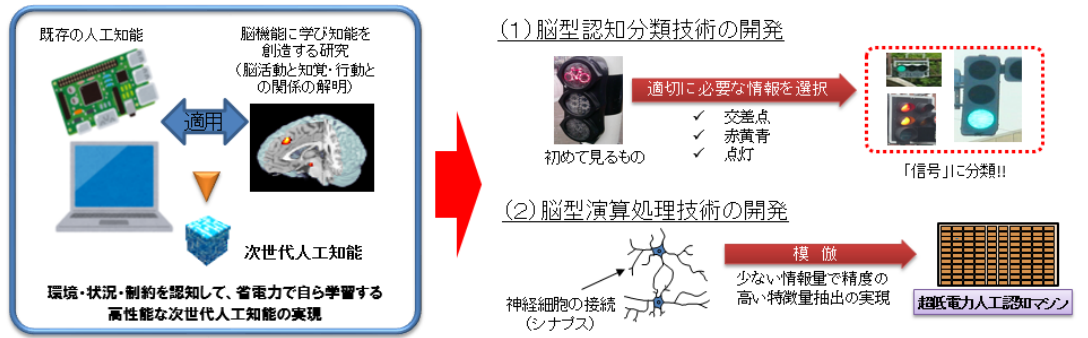 既存の人工知能
脳機能に学び知能を
創造する研究
(脳活動と知覚・行動と
の関係の解明)
適用
次世代人工知能
環境・状況・制約を認知して、省電力で自ら学習する
高性能な次世代人工知能の実現
(1)脳型認知分類技術の開発
初めて見るもの
適切に必要な情報を選択
✓ 交差点
✓ 赤黄青
✓ 点灯
「信号」に分類!!
(2)脳型演算処理技術の開発
神経細胞の接続
(シナプス)
模 倣
少ない情報量で精度の
高い特徴量抽出の実現
超低電力人工認知マシン